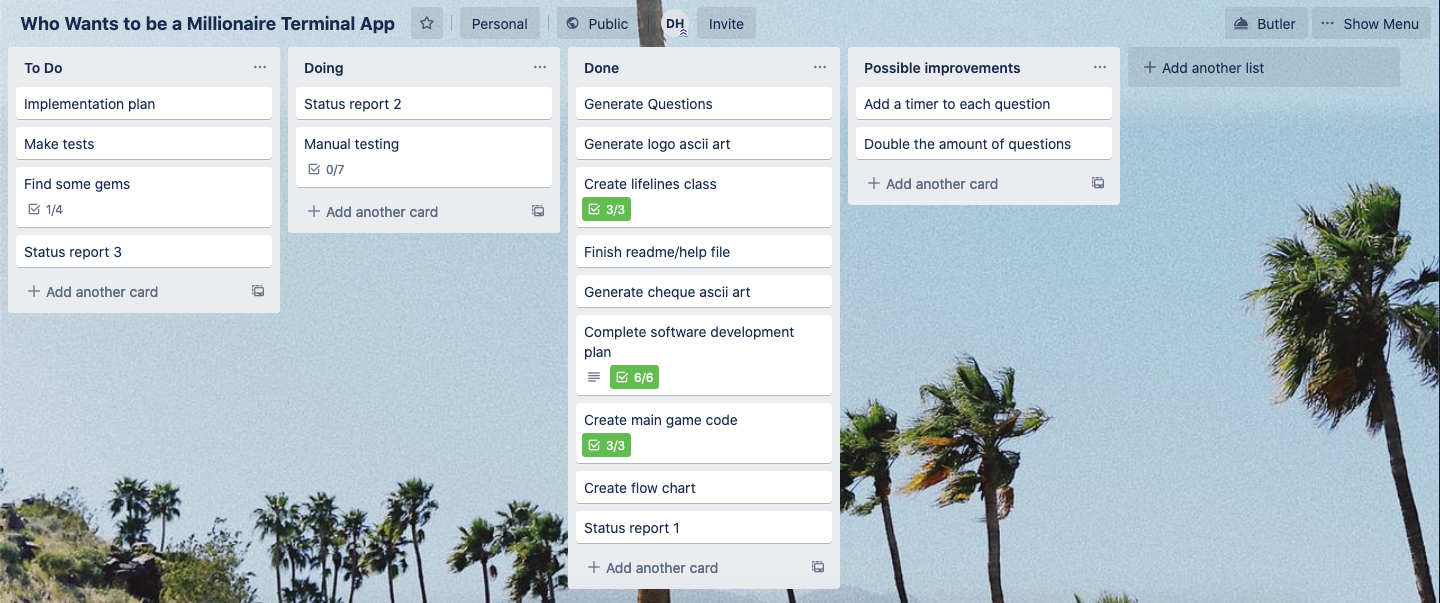 Who Wants to be a Millionaire Terminal App
Personal
Public
DH
Invite
Butler
Show Menu
To Do
Implementation plan
Make tests
Find some gems
1/4
Status report 3
Add another card
Doing
Status report 2
Manual testing
0/7
Add another card
Done
Generate Questions
Generate logo ascii art
Create lifelines class
3/3
Finish readme/help file
Generate cheque ascii art
Complete software development
plan
6/6
Create main game code
3/3
Create flow chart
Status report 1
Add another card
Possible improvements
Add a timer to each question
Double the amount of questions
Add another card
Add another list